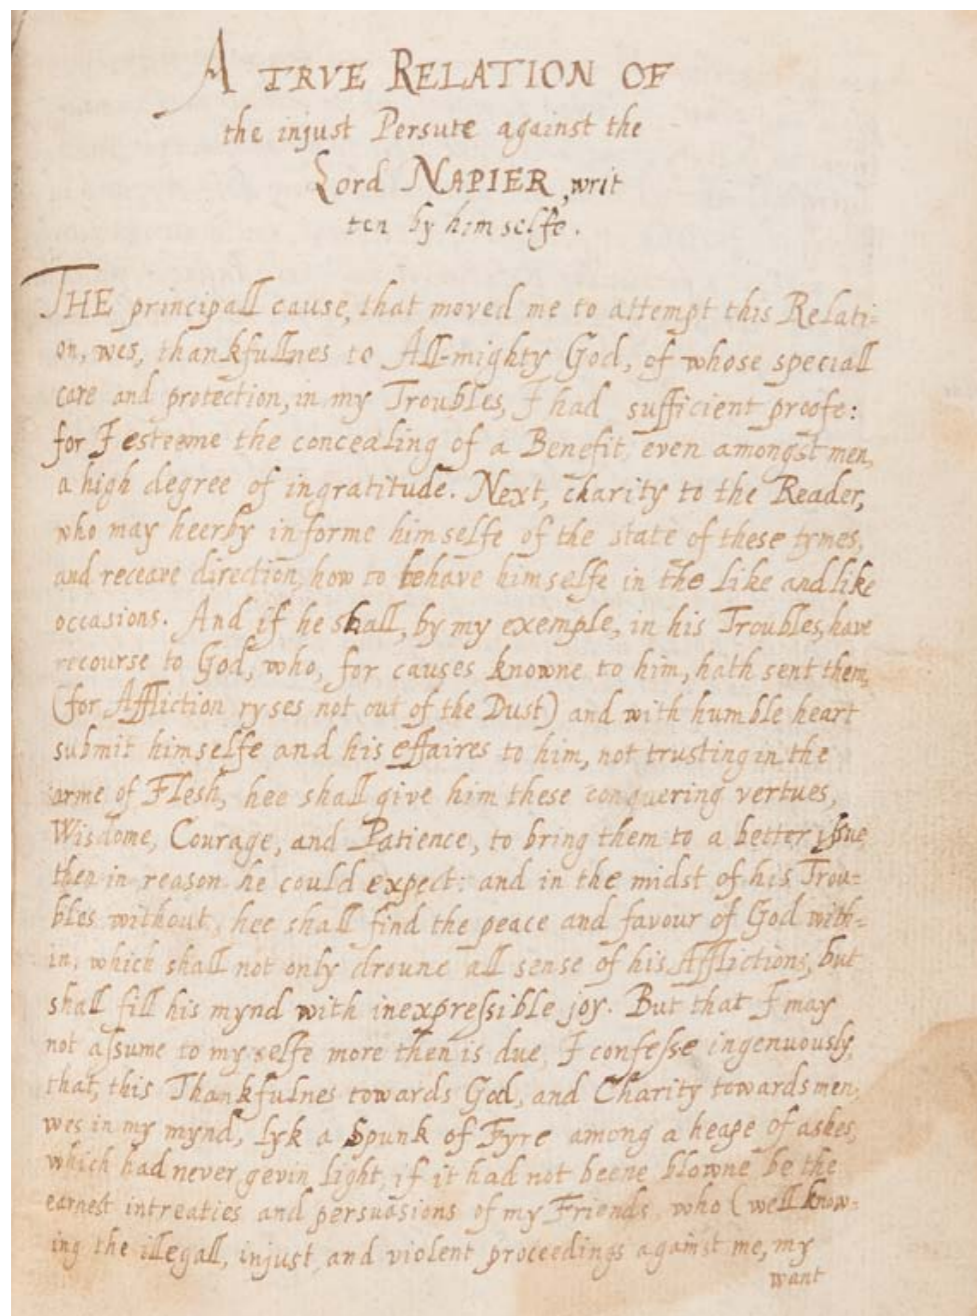 A TRVE RELATION OF
the injust Persute against the
Lord NAPIER, writ
ten by himselfe.
THE principall cause, that moved me to attempt this Relati=
on, wes, thankfullnes to All-mighty God, of whose speciall
care and protection, in my Troubles, I had sufficient proofe:
for I esteeme the concealing of a Benefit, even amongst men,
a high degree of ingratitude. Next, charity to the Reader,
who may heerby informe himselfe of the state of these tymes,
and receave direction, how to behave himselfe in the Like and like
occasions. And if he shall, by my exemple, in his Troubles, have
recourse to God, who, for causes knowne to him, hath sent them,
(for Affliction ryses not out of the Dust) and with humble heart
submit himselfe and his effaires to him, not trusting in the
arme of Flesh, hee shall give him these conquering vertues,
Wisdome, Courage, and Patience, to bring them to a better issue
then in reason he could expect: and in the midst of his Trou=
bles without, hee shall find the peace and favour of God with=
in, which shall not only droune all sense of his Afflictions, but
shall fill his mynd with inexpreſsible joy. But that I may
not aſsume to my selfe more then is due, I confeſse ingenuously,
that, this Thankfulnes towards God, and Charity towards men,
wes in my mynd, Lyk a Spunk of Fyre among a heape of ashes,
which had never gevin Light, if it had not beene blowne be the
earnest intreaties and persuasions of my Friends, who (well know=
ing the illegall, injust, and violent proceedings against me, my
want